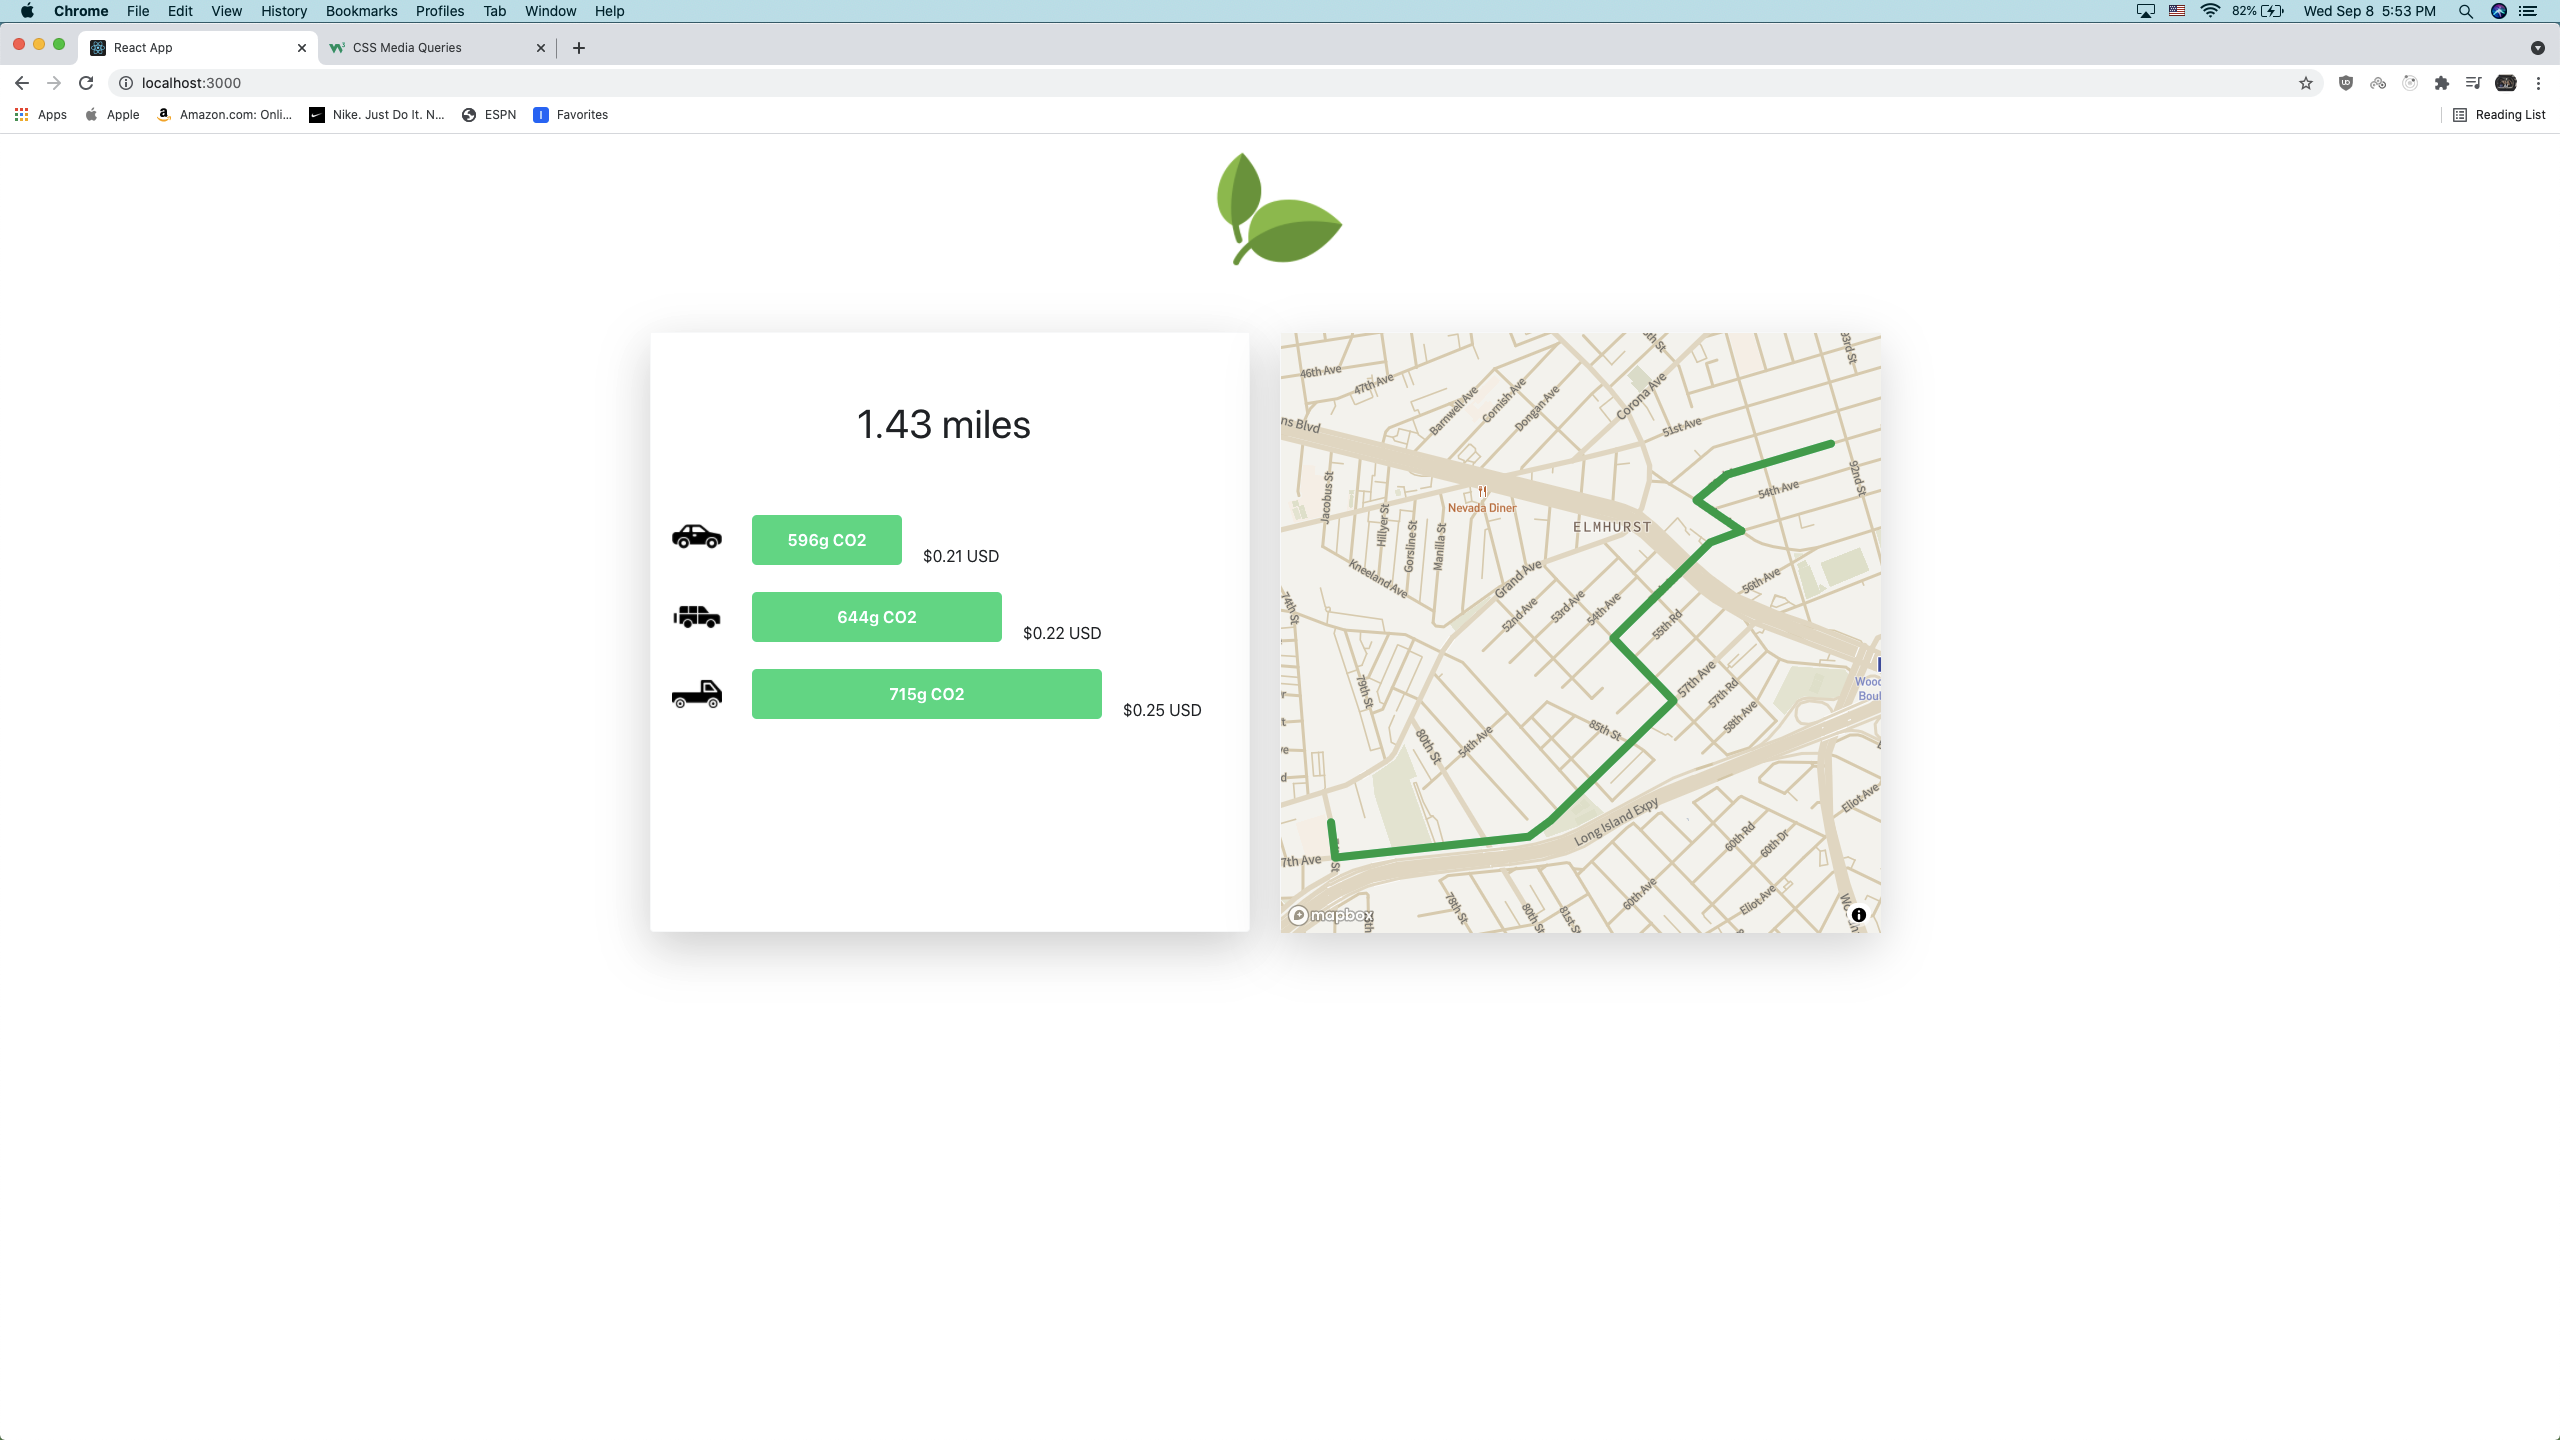 Chrome File Edit View History Bookmarks Profiles Tab Window Help 82% Wed Sep 8 5:53 PM
React App CSS Media Queries
localhost:3000
Apps Apple Amazon.com: Onli... Nike. Just Do It. N... ESPN Favorites Reading List
1.43 miles
596g CO2
$0.21 USD
644g CO2
$0.22 USD
715g CO2
$0.25 USD
93rd St
46th Ave
47th Ave
Barnwell Ave
Cornish Ave
Dongan Ave
Corona Ave
ns Blvd
51st Ave
Jacobus St
Hillyer St
Gorsline St
Manilla St
Nevada Diner
ELMHURST
54th Ave
92nd St
Kneeland Ave
Grand Ave
52nd Ave
53rd Ave
54th Ave
55th Rd
56th Ave
74th St
79th St
57th Ave
57th Rd
58th Ave
Wood
Boul
80th St
54th Ave
85th St
Long Island Expy
60th Rd
60th Dr
Eliot Ave
7th Ave
78th St
80th St
81st St
60th Ave
Eliot Ave
mapbox